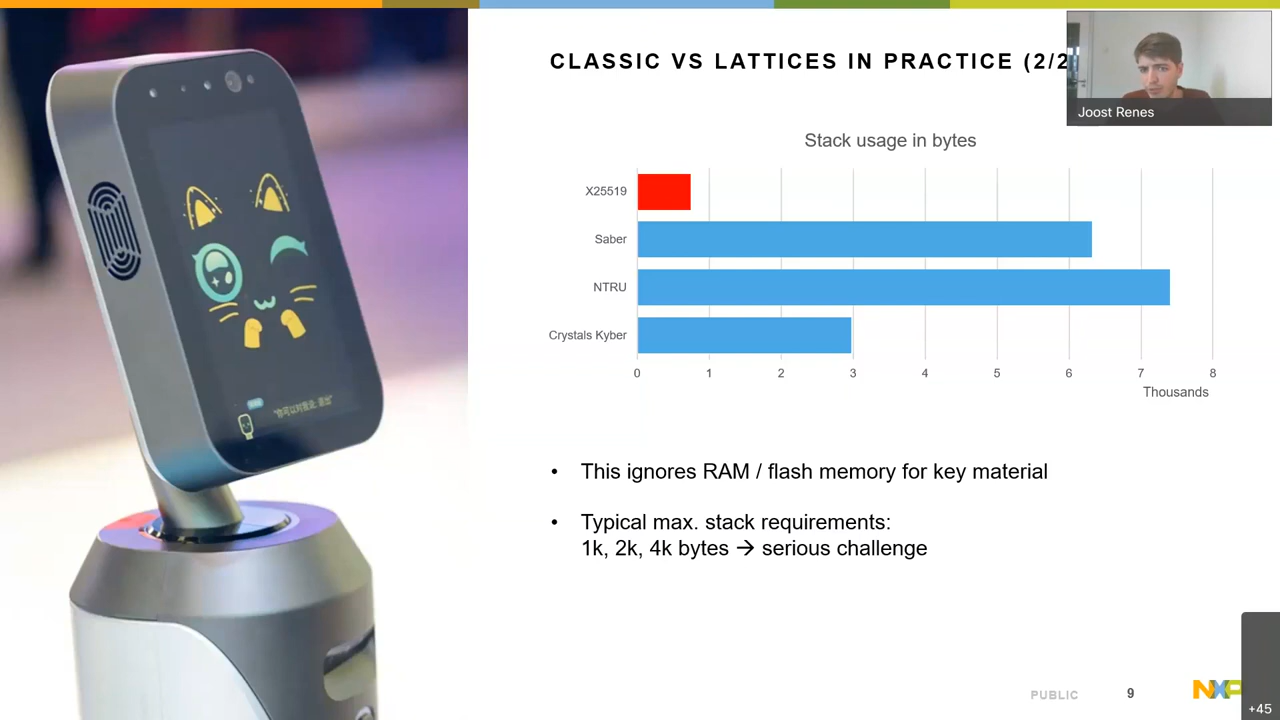 CLASSIC VS LATTICES IN PRACTICE (2/2
Joost Renes
Stack usage in bytes
X25519
Saber
NTRU
Crystals Kyber
0 1 2 3 4 5 6 7 8
Thousands
• This ignores RAM / flash memory for key material
• Typical max. stack requirements:
1k, 2k, 4k bytes → serious challenge
PUBLIC
9
NXP
+45